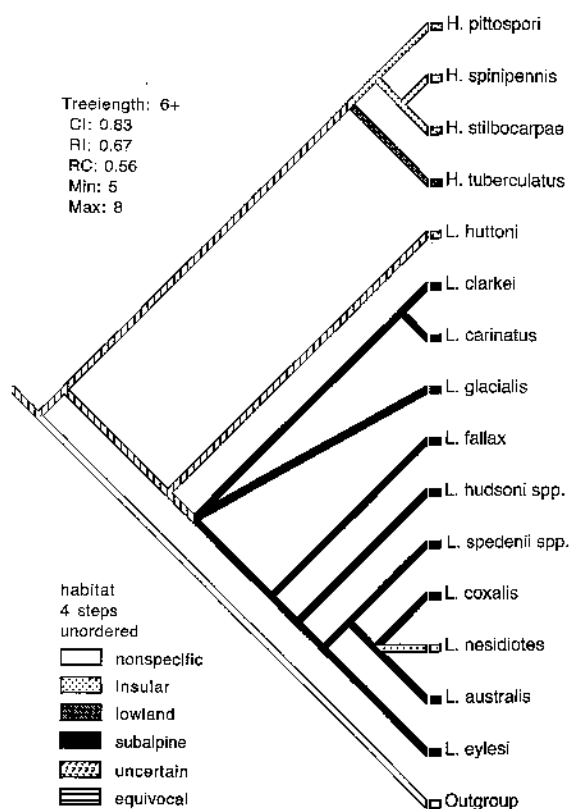 H. pittospori
H. spinipennis
Treelength: 6+
CI: 0.83
RI: 0.67
RC: 0.56
Min: 5
Max: 8
H. stilbocarpae
H. tuberculatus
L. huttoni
L. clarkei
L. carinatus
L. glacialis
L. fallax
L. hudsoni spp.
L. spedenii spp.
L. coxalis
L. nesidiotes
L. australis
L. eylesi
Outgroup
habitat
4 steps
unordered
nonspecific
insular
lowland
subalpine
uncertain
equivocal